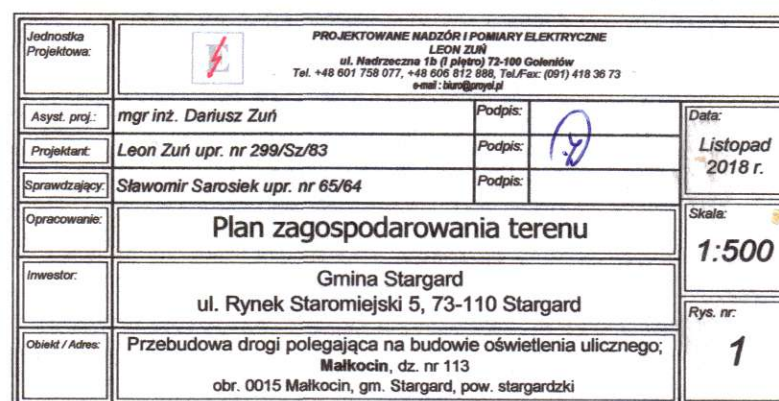 Jednostka
Projektowa:
E
PROJEKTOWANE NADZÓR I POMIARY ELEKTRYCZNE
LEON ZUŃ
ul. Nadrzeczna 1b (I piętro) 72-100 Goleniów
Tel. +48 601 758 077, +48 606 812 888, Tel./Fax: (091) 418 36 73
Asyst. proj.: mgr inż. Dariusz Zuń Podpis:
Projektant: Leon Zuń upr. nr 299/Sz/83 Podpis:
Sprawdzający: Sławomir Sarosiek upr. nr 65/64 Podpis:
Data:
Listopad
2018 r.
Opracowanie: Plan zagospodarowania terenu
Skala:
1:500
Inwestor: Gmina Stargard
ul. Rynek Staromiejski 5, 73-110 Stargard
Rys. nr:
1
Obiekt / Adres: Przebudowa drogi polegająca na budowie oświetlenia ulicznego;
Małkocin, dz. nr 113
obr. 0015 Małkocin, gm. Stargard, pow. stargardzki